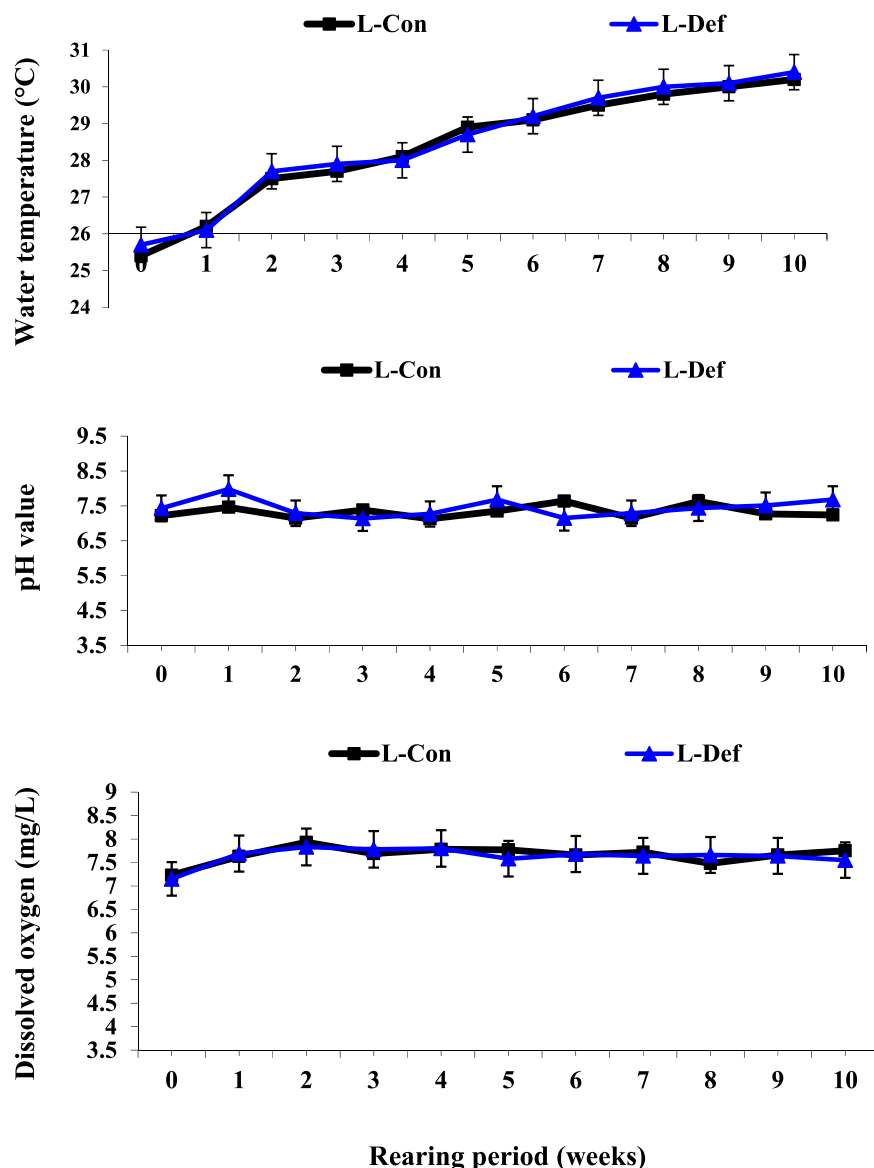 L-Con L-Def
Water temperature (°C)
31
30
29
28
27
26
25
24
0 1 2 3 4 5 6 7 8 9 10
L-Con L-Def
pH value
9.5
8.5
7.5
6.5
5.5
4.5
3.5
0 1 2 3 4 5 6 7 8 9 10
L-Con L-Def
Dissolved oxygen (mg/L)
9
8.5
8
7.5
7
6.5
6
5.5
5
4.5
4
3.5
0 1 2 3 4 5 6 7 8 9 10
Rearing period (weeks)